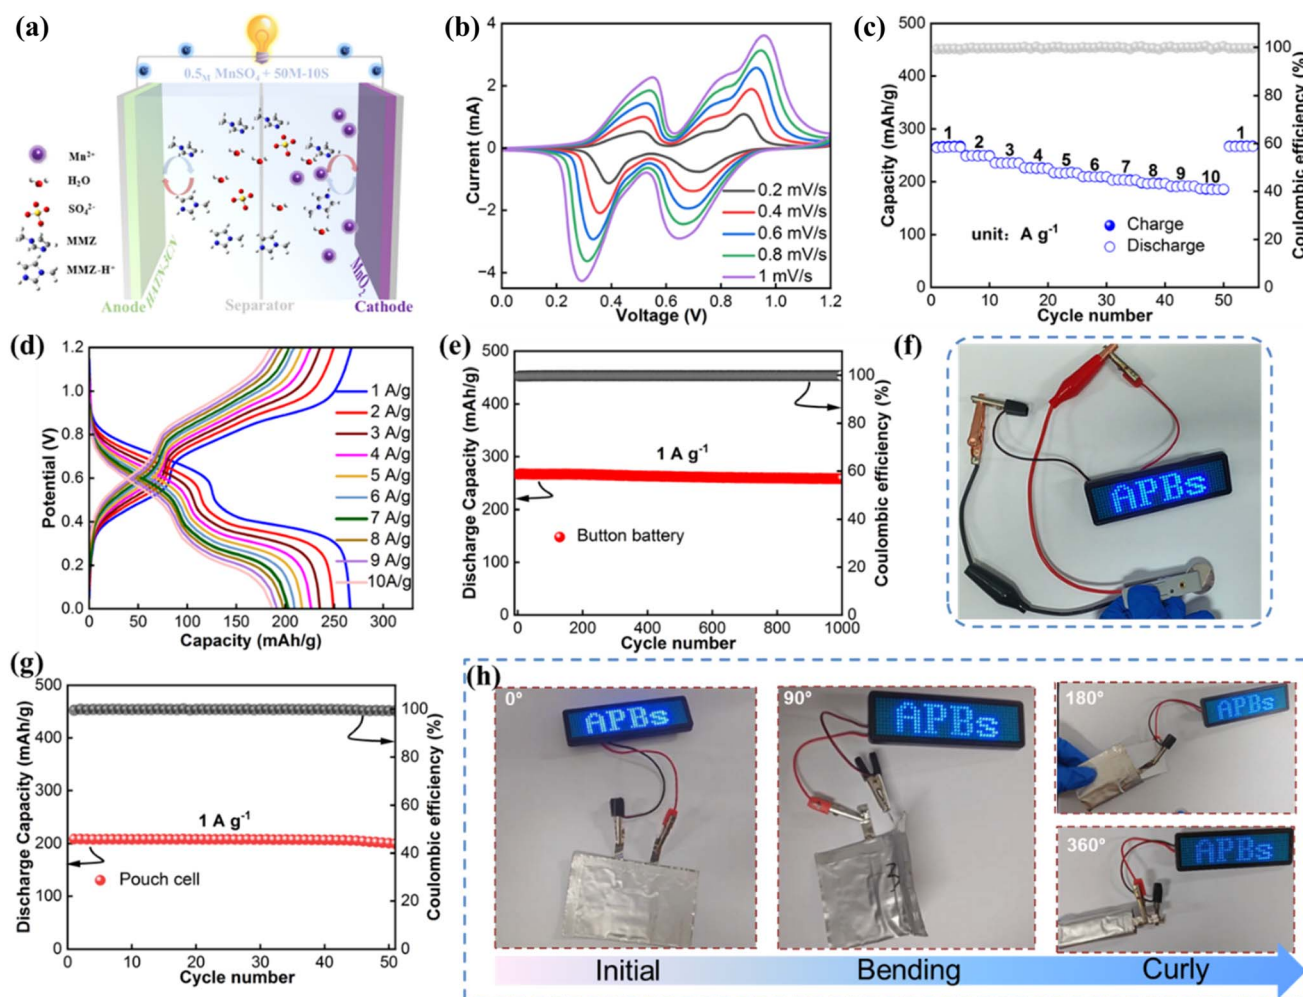 (a)
0.5M MnSO₄ + 50M-10S
Mn²⁺
H₂O
SO₄²⁻
MMZ
MMZ-H⁺
HATN-3CN
MnO₂
Anode
Separator
Cathode
(b)
Current (mA)
4
2
0
−2
−4
0.2 mV/s
0.4 mV/s
0.6 mV/s
0.8 mV/s
1 mV/s
0.0 0.2 0.4 0.6 0.8 1.0 1.2
Voltage (V)
(c)
Capacity (mAh/g)
500
400
300
200
100
0
1 2 3 4 5 6 7 8 9 10 1
unit: A g⁻¹
Charge
Discharge
Coulombic efficiency (%)
100
80
60
40
20
0
0 10 20 30 40 50
Cycle number
(d)
Potential (V)
1.2
1.0
0.8
0.6
0.4
0.2
0.0
1 A/g
2 A/g
3 A/g
4 A/g
5 A/g
6 A/g
7 A/g
8 A/g
9 A/g
10A/g
0 50 100 150 200 250 300
Capacity (mAh/g)
(e)
Discharge Capacity (mAh/g)
500
400
300
200
100
0
1 A g⁻¹
Button battery
Coulombic efficiency (%)
100
80
60
40
20
0
0 200 400 600 800 1000
Cycle number
(f)
APBs
(g)
Discharge Capacity (mAh/g)
500
400
300
200
100
0
1 A g⁻¹
Pouch cell
Coulombic efficiency (%)
100
80
60
40
20
0
0 10 20 30 40 50
Cycle number
(h)
0°
APBs
90°
APBs
3
180°
APBs
360°
APBs
Initial
Bending
Curly